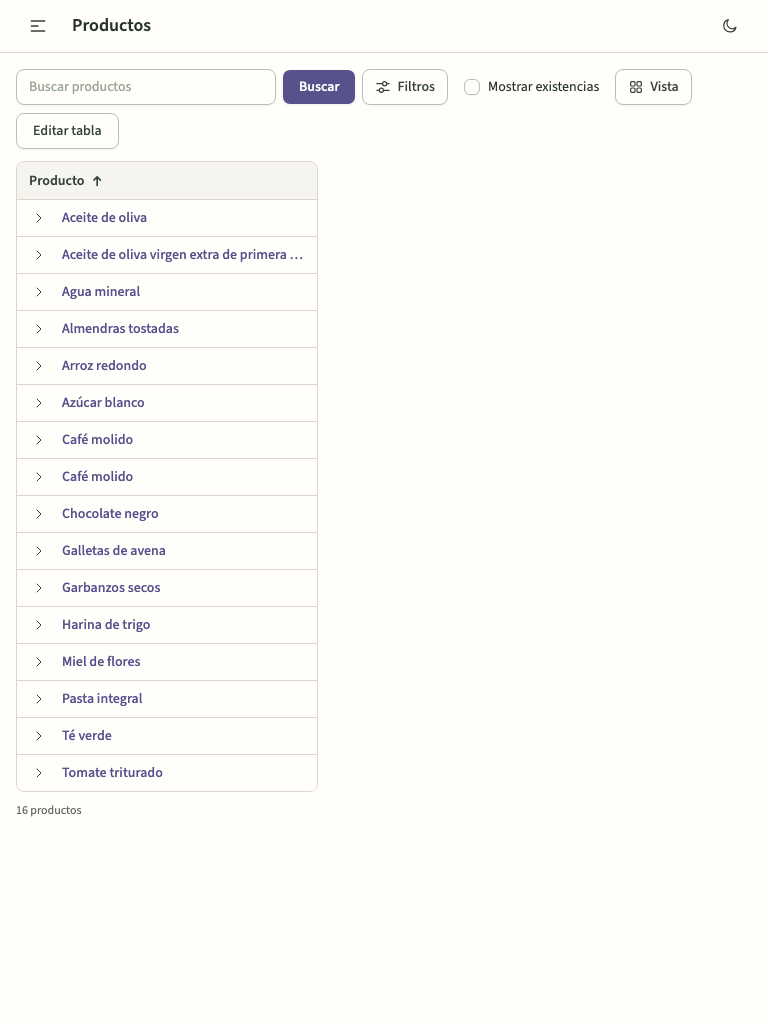 Productos
Buscar productos
Buscar
Filtros
Mostrar existencias
Vista
Editar tabla
Producto
Aceite de oliva
Aceite de oliva virgen extra de primera …
Agua mineral
Almendras tostadas
Arroz redondo
Azúcar blanco
Café molido
Café molido
Chocolate negro
Galletas de avena
Garbanzos secos
Harina de trigo
Miel de flores
Pasta integral
Té verde
Tomate triturado
16 productos